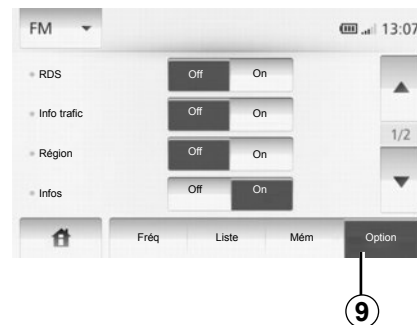 FM 13:07
RDS Off On
Info trafic Off On
1/2
Région Off On
Infos Off On
Fréq Liste Mém Option
9